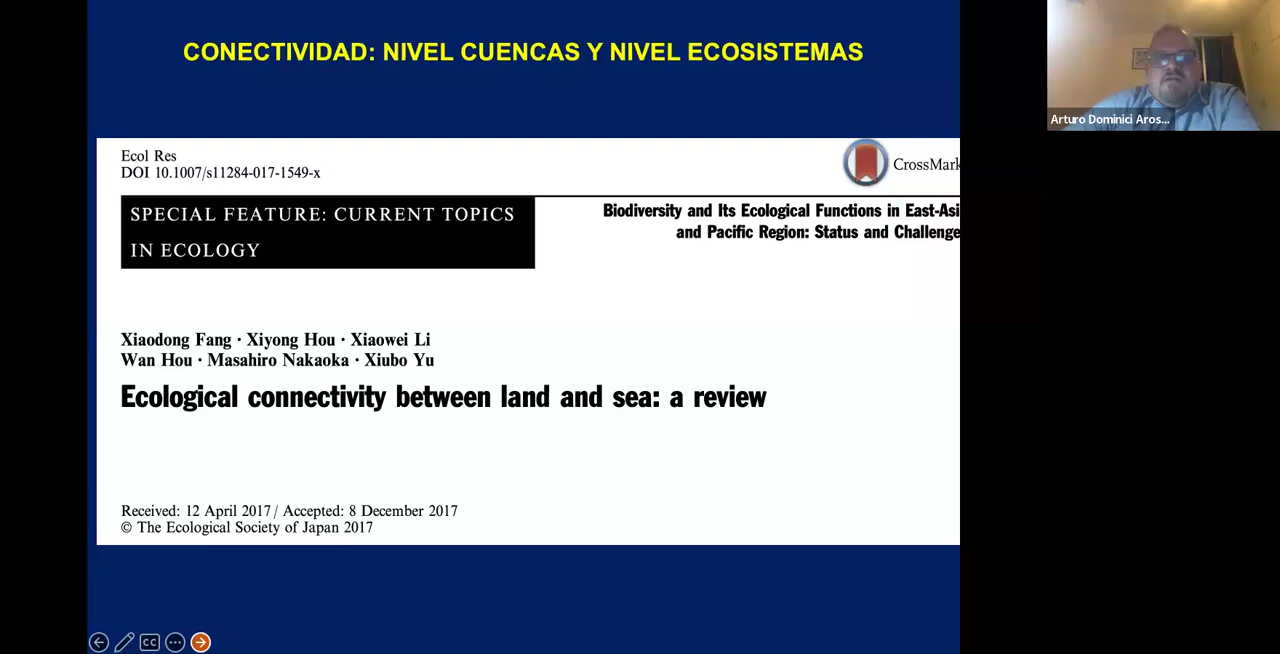 CONECTIVIDAD: NIVEL CUENCAS Y NIVEL ECOSISTEMAS
Arturo Dominici Aros...
Ecol Res
DOI 10.1007/s11284-017-1549-x
CrossMark
SPECIAL FEATURE: CURRENT TOPICS
IN ECOLOGY
Biodiversity and Its Ecological Functions in East-Asi
and Pacific Region: Status and Challenge
Xiaodong Fang · Xiyong Hou · Xiaowei Li
Wan Hou · Masahiro Nakaoka · Xiubo Yu
Ecological connectivity between land and sea: a review
Received: 12 April 2017 / Accepted: 8 December 2017
© The Ecological Society of Japan 2017
CC